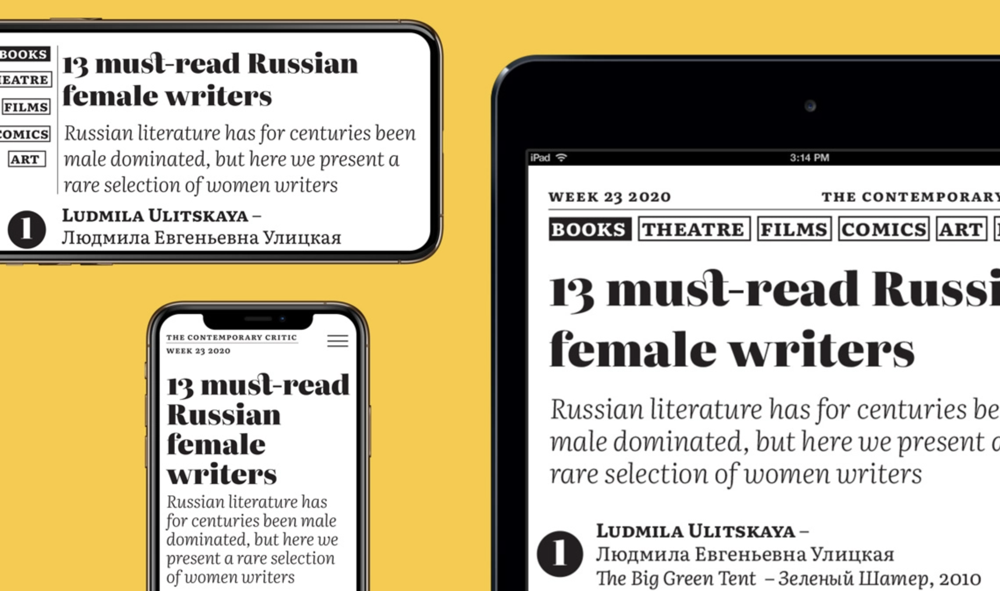 BOOKS
FILMS
ART
13 must-read Russian
female writers
Russian literature has for centuries been
male dominated, but here we present a
rare selection of women writers
1
LUDMILA ULITSKAYA –
Людмила Евгеньевна Улицкая
THE CONTEMPORARY CRITIC
WEEK 23 2020
13 must-read
Russian
female
writers
Russian literature has
for centuries been male
dominated, but here we
present a rare selection
of women writers
iPad 3:14 PM
WEEK 23 2020 THE CONTEMPORARY
BOOKS THEATRE FILMS COMICS ART
13 must-read Russi
female writers
Russian literature has for centuries be
male dominated, but here we present a
rare selection of women writers
1
LUDMILA ULITSKAYA –
Людмила Евгеньевна Улицкая
The Big Green Tent – Зеленый Шатер, 2010